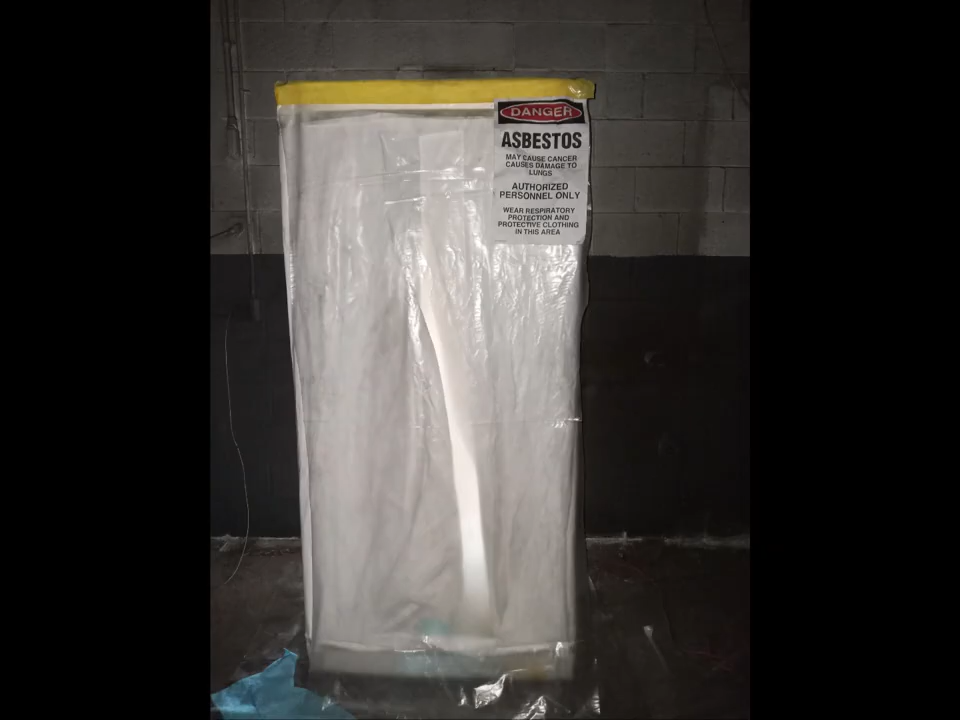 DANGER
ASBESTOS
MAY CAUSE CANCER
CAUSES DAMAGE TO
LUNGS
AUTHORIZED
PERSONNEL ONLY
WEAR RESPIRATORY
PROTECTION AND
PROTECTIVE CLOTHING
IN THIS AREA